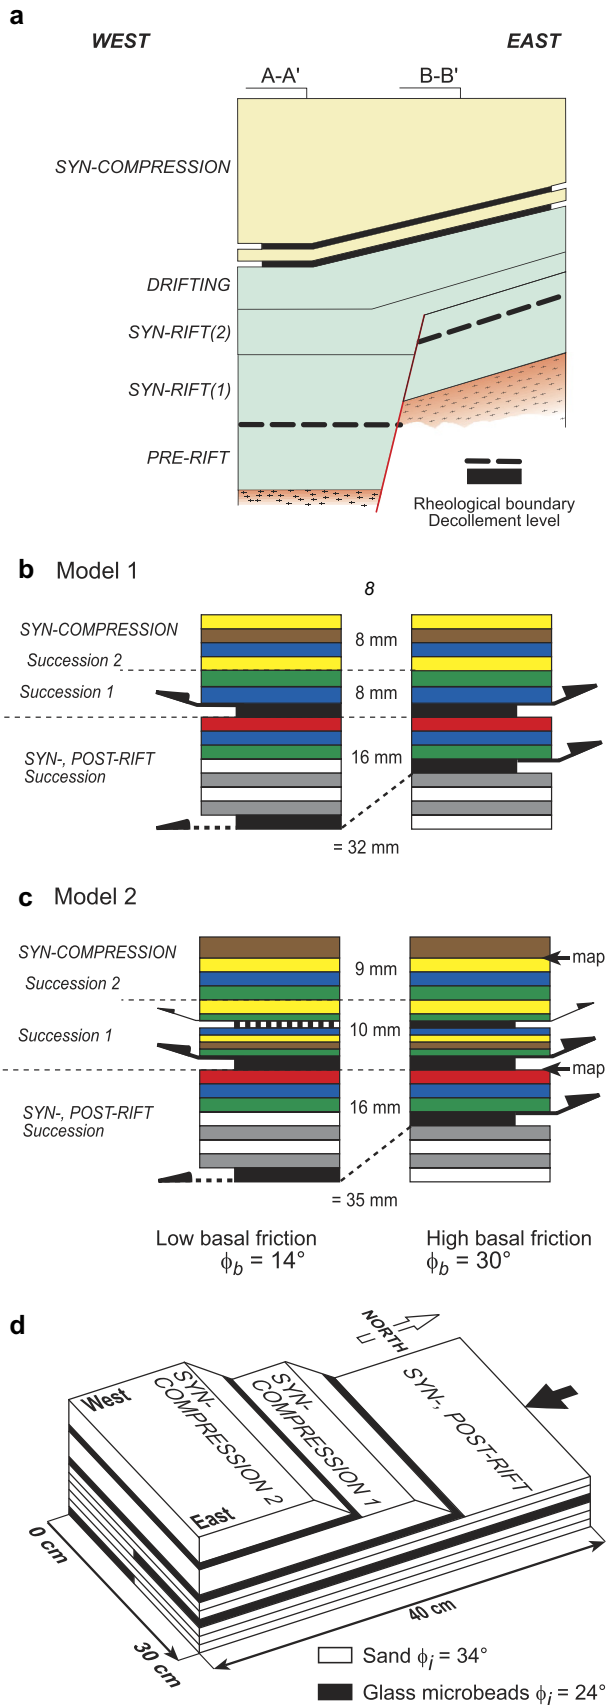 a
WEST
EAST
A-A'
B-B'
SYN-COMPRESSION
DRIFTING
SYN-RIFT(2)
SYN-RIFT(1)
PRE-RIFT
Rheological boundary
Decollement level
b Model 1
8
SYN-COMPRESSION
8 mm
Succession 2
Succession 1
8 mm
SYN-, POST-RIFT
Succession
16 mm
= 32 mm
c Model 2
SYN-COMPRESSION
map
9 mm
Succession 2
Succession 1
10 mm
map
SYN-, POST-RIFT
Succession
16 mm
= 35 mm
Low basal friction
ϕb = 14°
High basal friction
ϕb = 30°
d
NORTH
West
SYN-
COMPRESSION 2
SYN-
COMPRESSION 1
SYN-, POST-RIFT
East
0 cm
30 cm
40 cm
Sand ϕi = 34°
Glass microbeads ϕi = 24°